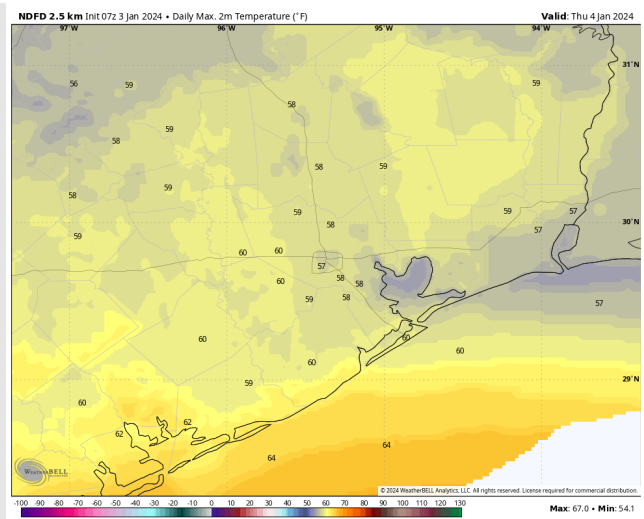 NDFD 2.5 km Init 07z 3 Jan 2024 • Daily Max. 2m Temperature (°F)
Valid: Thu 4 Jan 2024
97°W 96°W 95°W 94°W
31°N
56 59 59
58
59
58
58 59
59
58
59 59 57
58 57
59
60 60
57
58
60 58
59 58
57
60 60
60
60
29°N
59
60
62
62
64
64
30°N
WEATHERBELL
© 2024 WeatherBELL Analytics, LLC. All rights reserved. License required for commercial distribution.
-100 -90 -80 -70 -60 -50 -40 -30 -20 -10 0 10 20 30 40 50 60 70 80 90 100 110 120 130
Max: 67.0 • Min: 54.1